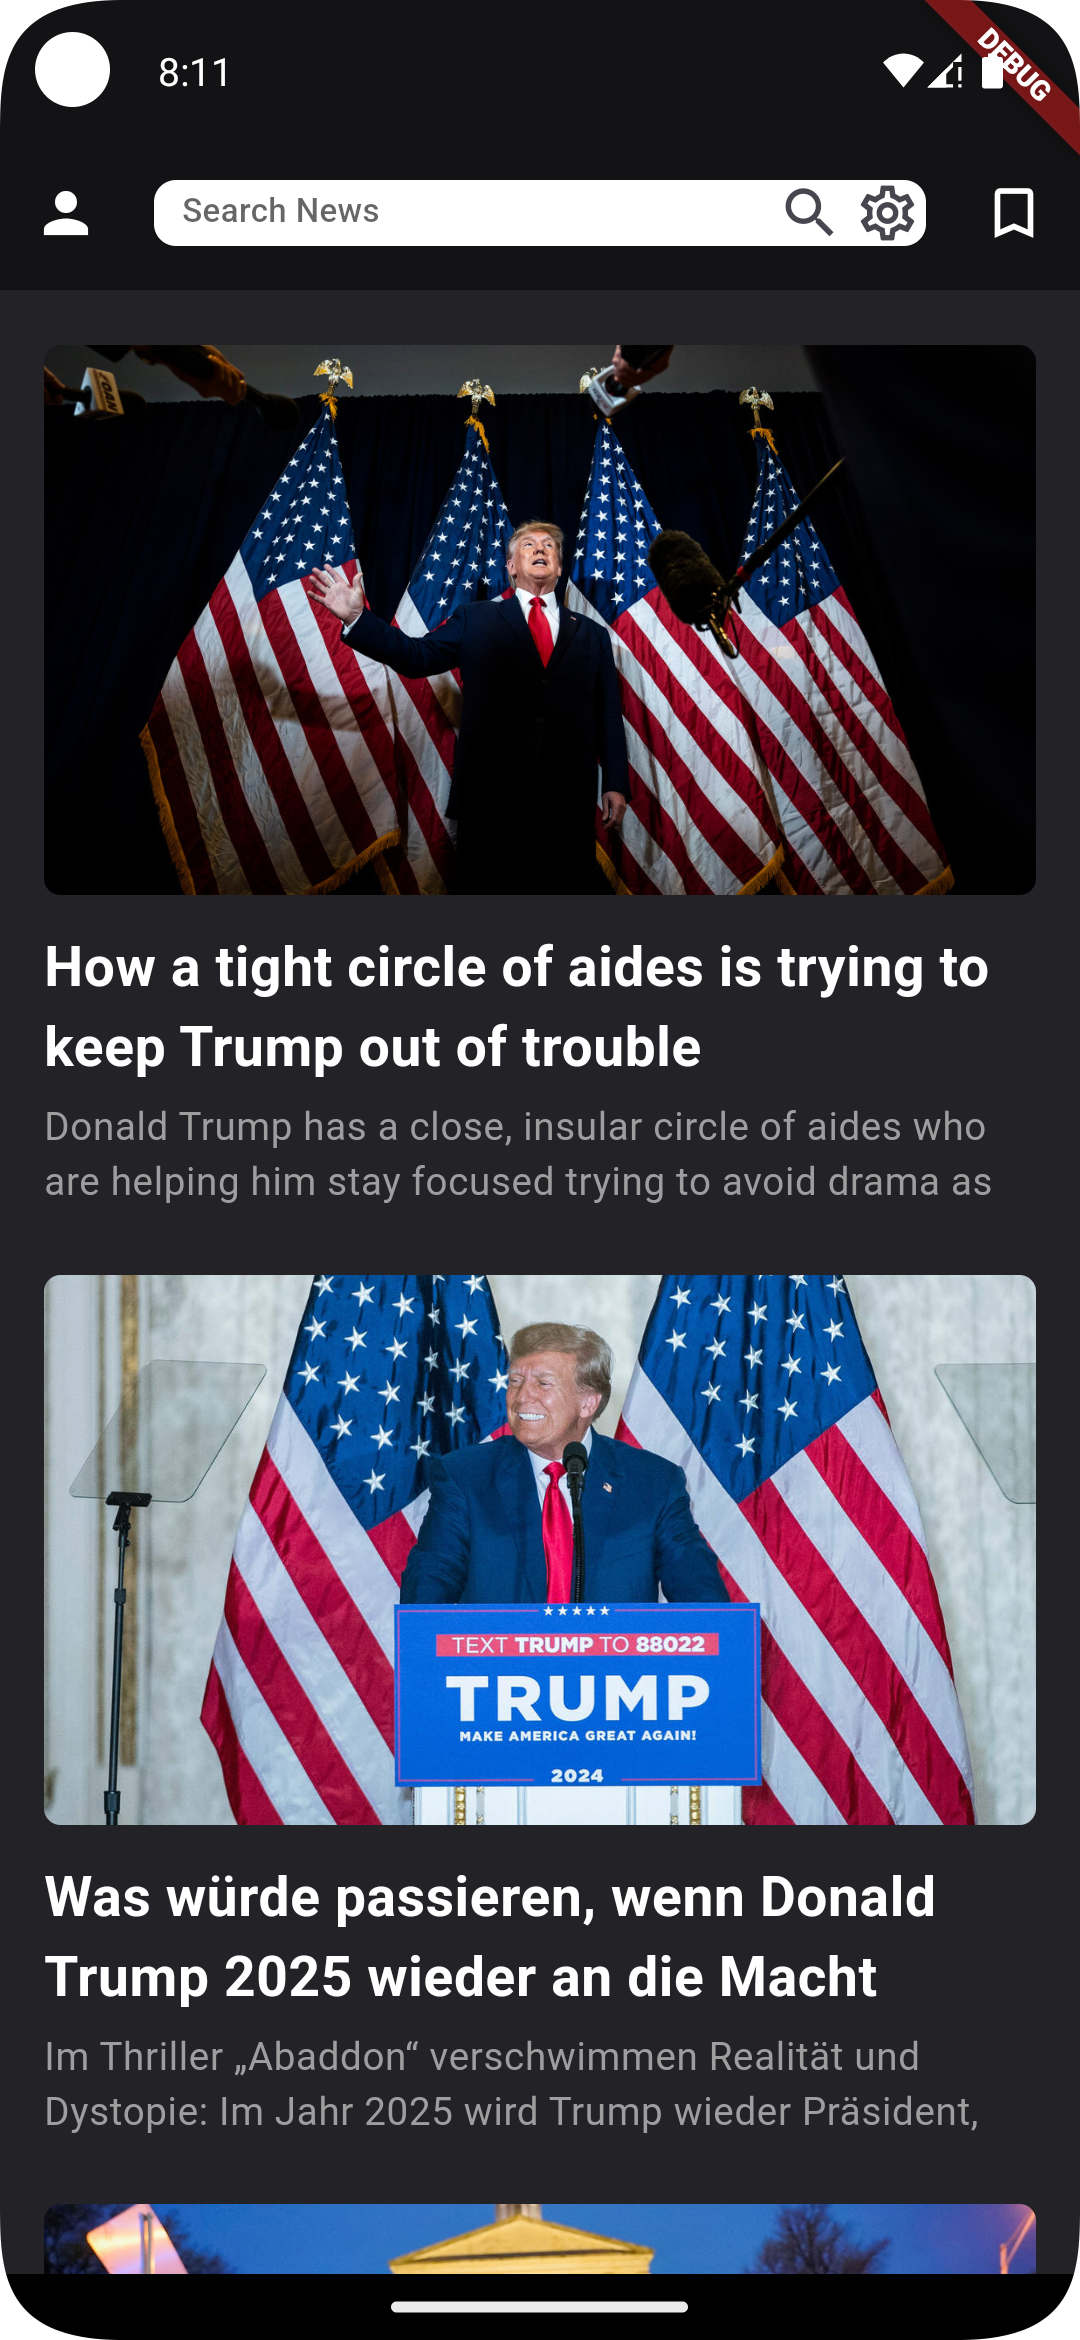 8:11
DEBUG
Search News
How a tight circle of aides is trying to
keep Trump out of trouble
Donald Trump has a close, insular circle of aides who
are helping him stay focused trying to avoid drama as
TEXT TRUMP TO 88022
TRUMP
MAKE AMERICA GREAT AGAIN!
2024
Was würde passieren, wenn Donald
Trump 2025 wieder an die Macht
Im Thriller „Abaddon“ verschwimmen Realität und
Dystopie: Im Jahr 2025 wird Trump wieder Präsident,